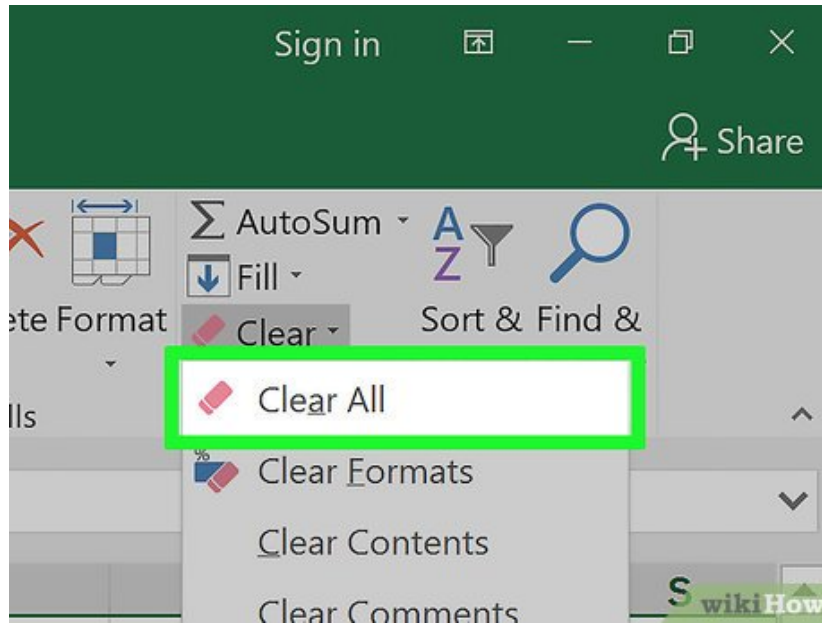 Sign in
Share
AutoSum
A
Z
Fill
ete Format
Clear
Sort & Find &
Clear All
lls
%
Clear Formats
Clear Contents
Clear Comments
S
wikiHow